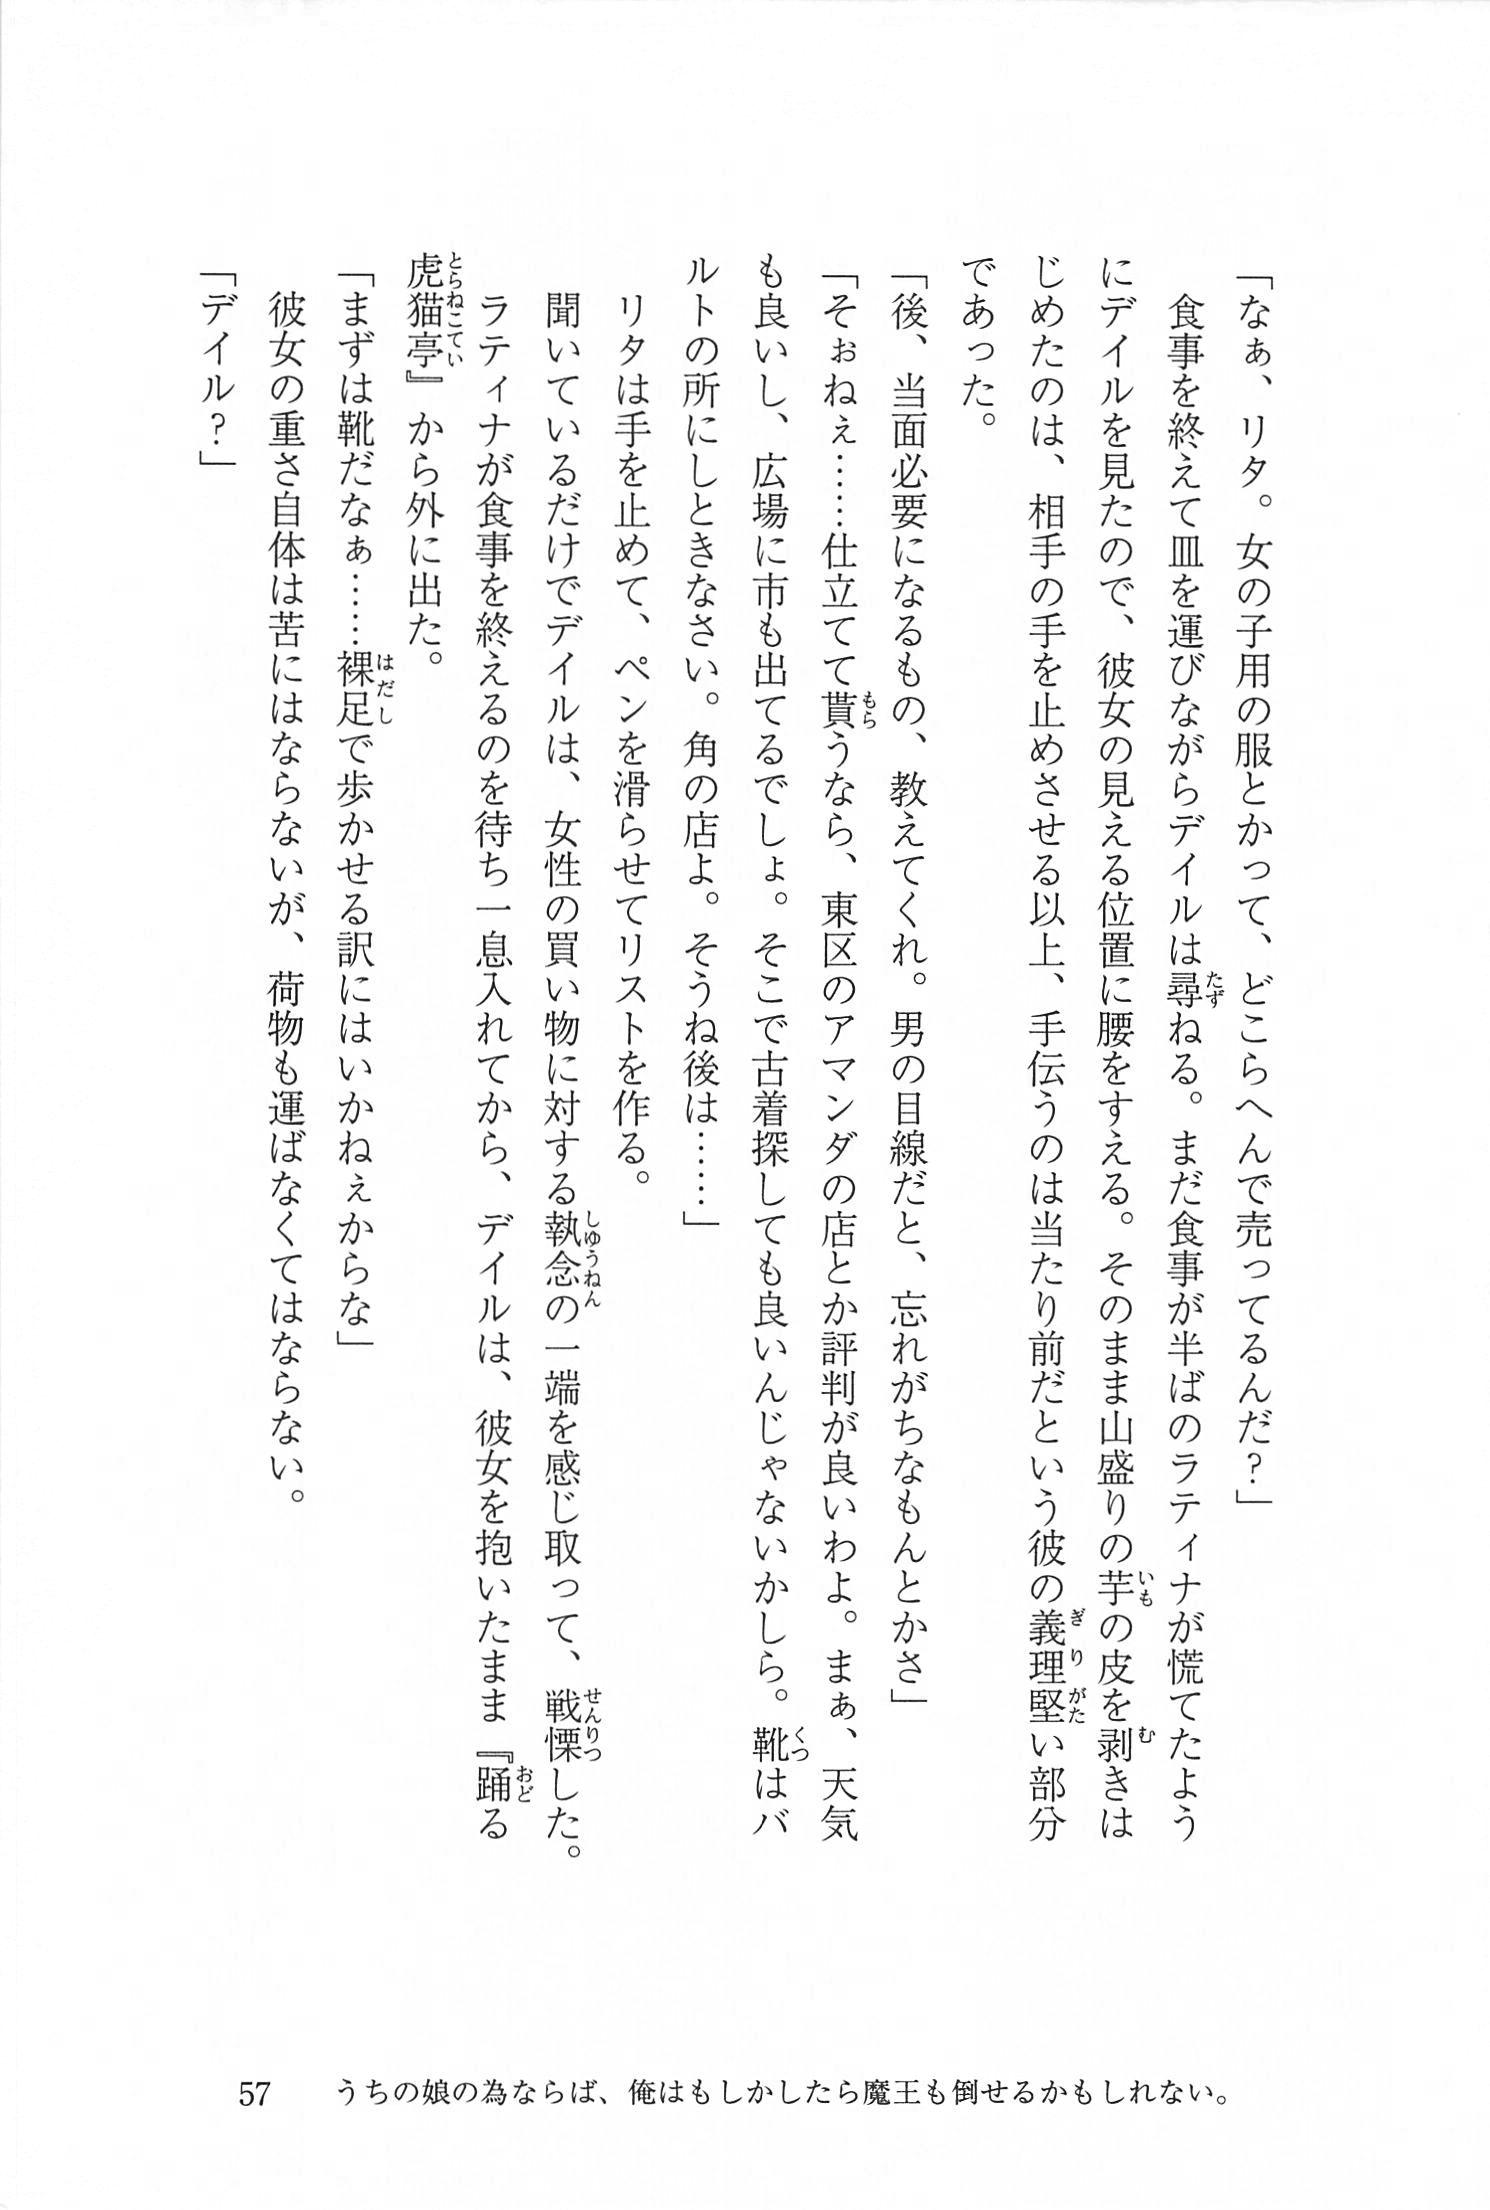 「なぁ、リタ。女の子用の服とかって、どこらへんで売ってるんだ？」
　食事を終えて皿を運びながらデイルは尋ねる。まだ食事が半ばのラティナが慌てたよう
にデイルを見たので、彼女の見える位置に腰をすえる。そのまま山盛りの芋の皮を剥きは
じめたのは、相手の手を止めさせる以上、手伝うのは当たり前だという彼の義理堅い部分
であった。
「後、当面必要になるもの、教えてくれ。男の目線だと、忘れがちなもんとかさ」
「そぉねぇ……仕立てて貰うなら、東区のアマンダの店とか評判が良いわよ。まぁ、天気
も良いし、広場に市も出てるでしょ。そこで古着探しても良いんじゃないかしら。靴はバ
ルトの所にしときなさい。角の店よ。そうね後は……」
　リタは手を止めて、ペンを滑らせてリストを作る。
　聞いているだけでデイルは、女性の買い物に対する執念の一端を感じ取って、戦慄した。
　ラティナが食事を終えるのを待ち一息入れてから、デイルは、彼女を抱いたまま『踊る
虎猫亭』から外に出た。
「まずは靴だなぁ……裸足で歩かせる訳にはいかねぇからな」
　彼女の重さ自体は苦にはならないが、荷物も運ばなくてはならない。
「デイル？」
57　うちの娘の為ならば、俺はもしかしたら魔王も倒せるかもしれない。